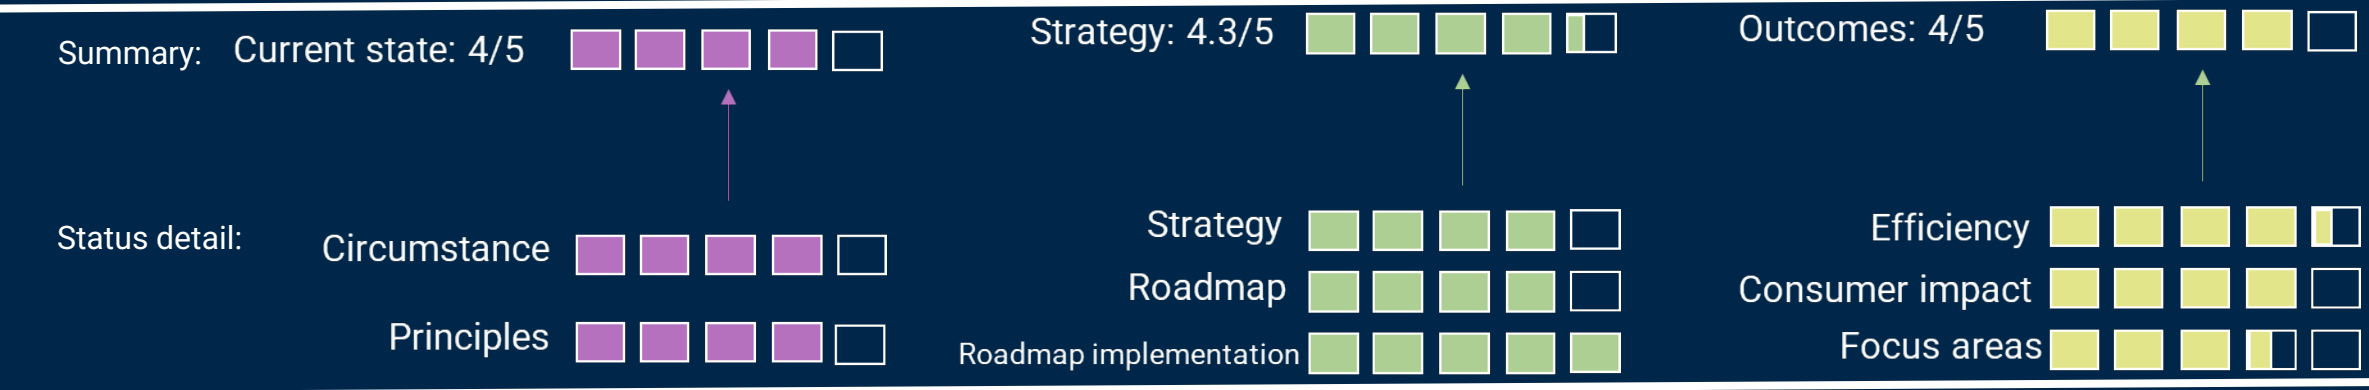 Summary: Current state: 4/5
Strategy: 4.3/5
Outcomes: 4/5
Status detail:
Circumstance
Principles
Strategy
Roadmap
Roadmap implementation
Efficiency
Consumer impact
Focus areas